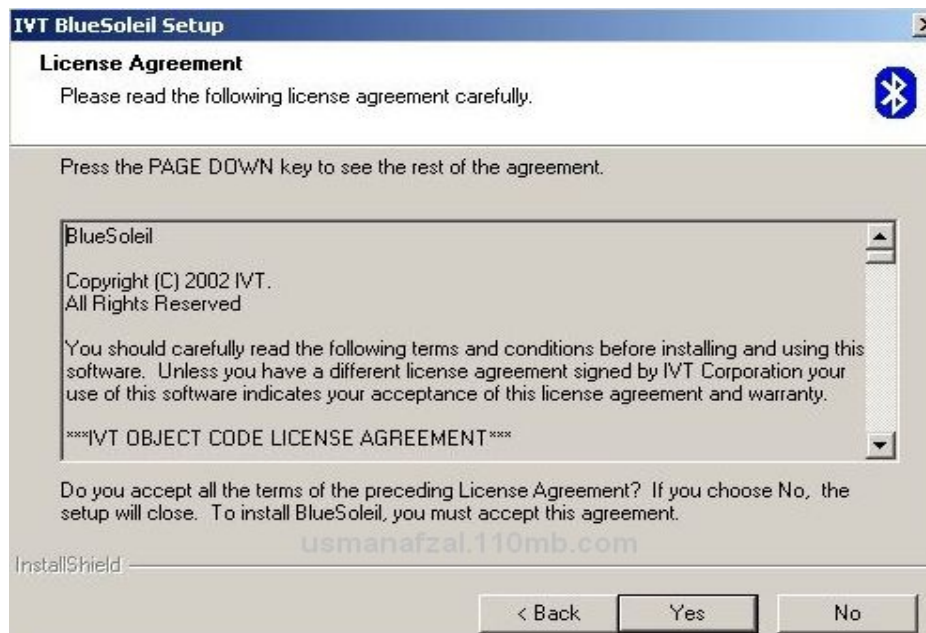 IVT BlueSoleil Setup
License Agreement
Please read the following license agreement carefully.
Press the PAGE DOWN key to see the rest of the agreement.
BlueSoleil
Copyright (C) 2002 IVT.
All Rights Reserved
You should carefully read the following terms and conditions before installing and using this
software.  Unless you have a different license agreement signed by IVT Corporation your
use of this software indicates your acceptance of this license agreement and warranty.
***IVT OBJECT CODE LICENSE AGREEMENT***
Do you accept all the terms of the preceding License Agreement?  If you choose No,  the
setup will close.  To install BlueSoleil, you must accept this agreement.
usmanafzal.110mb.com
InstallShield
< Back
Yes
No